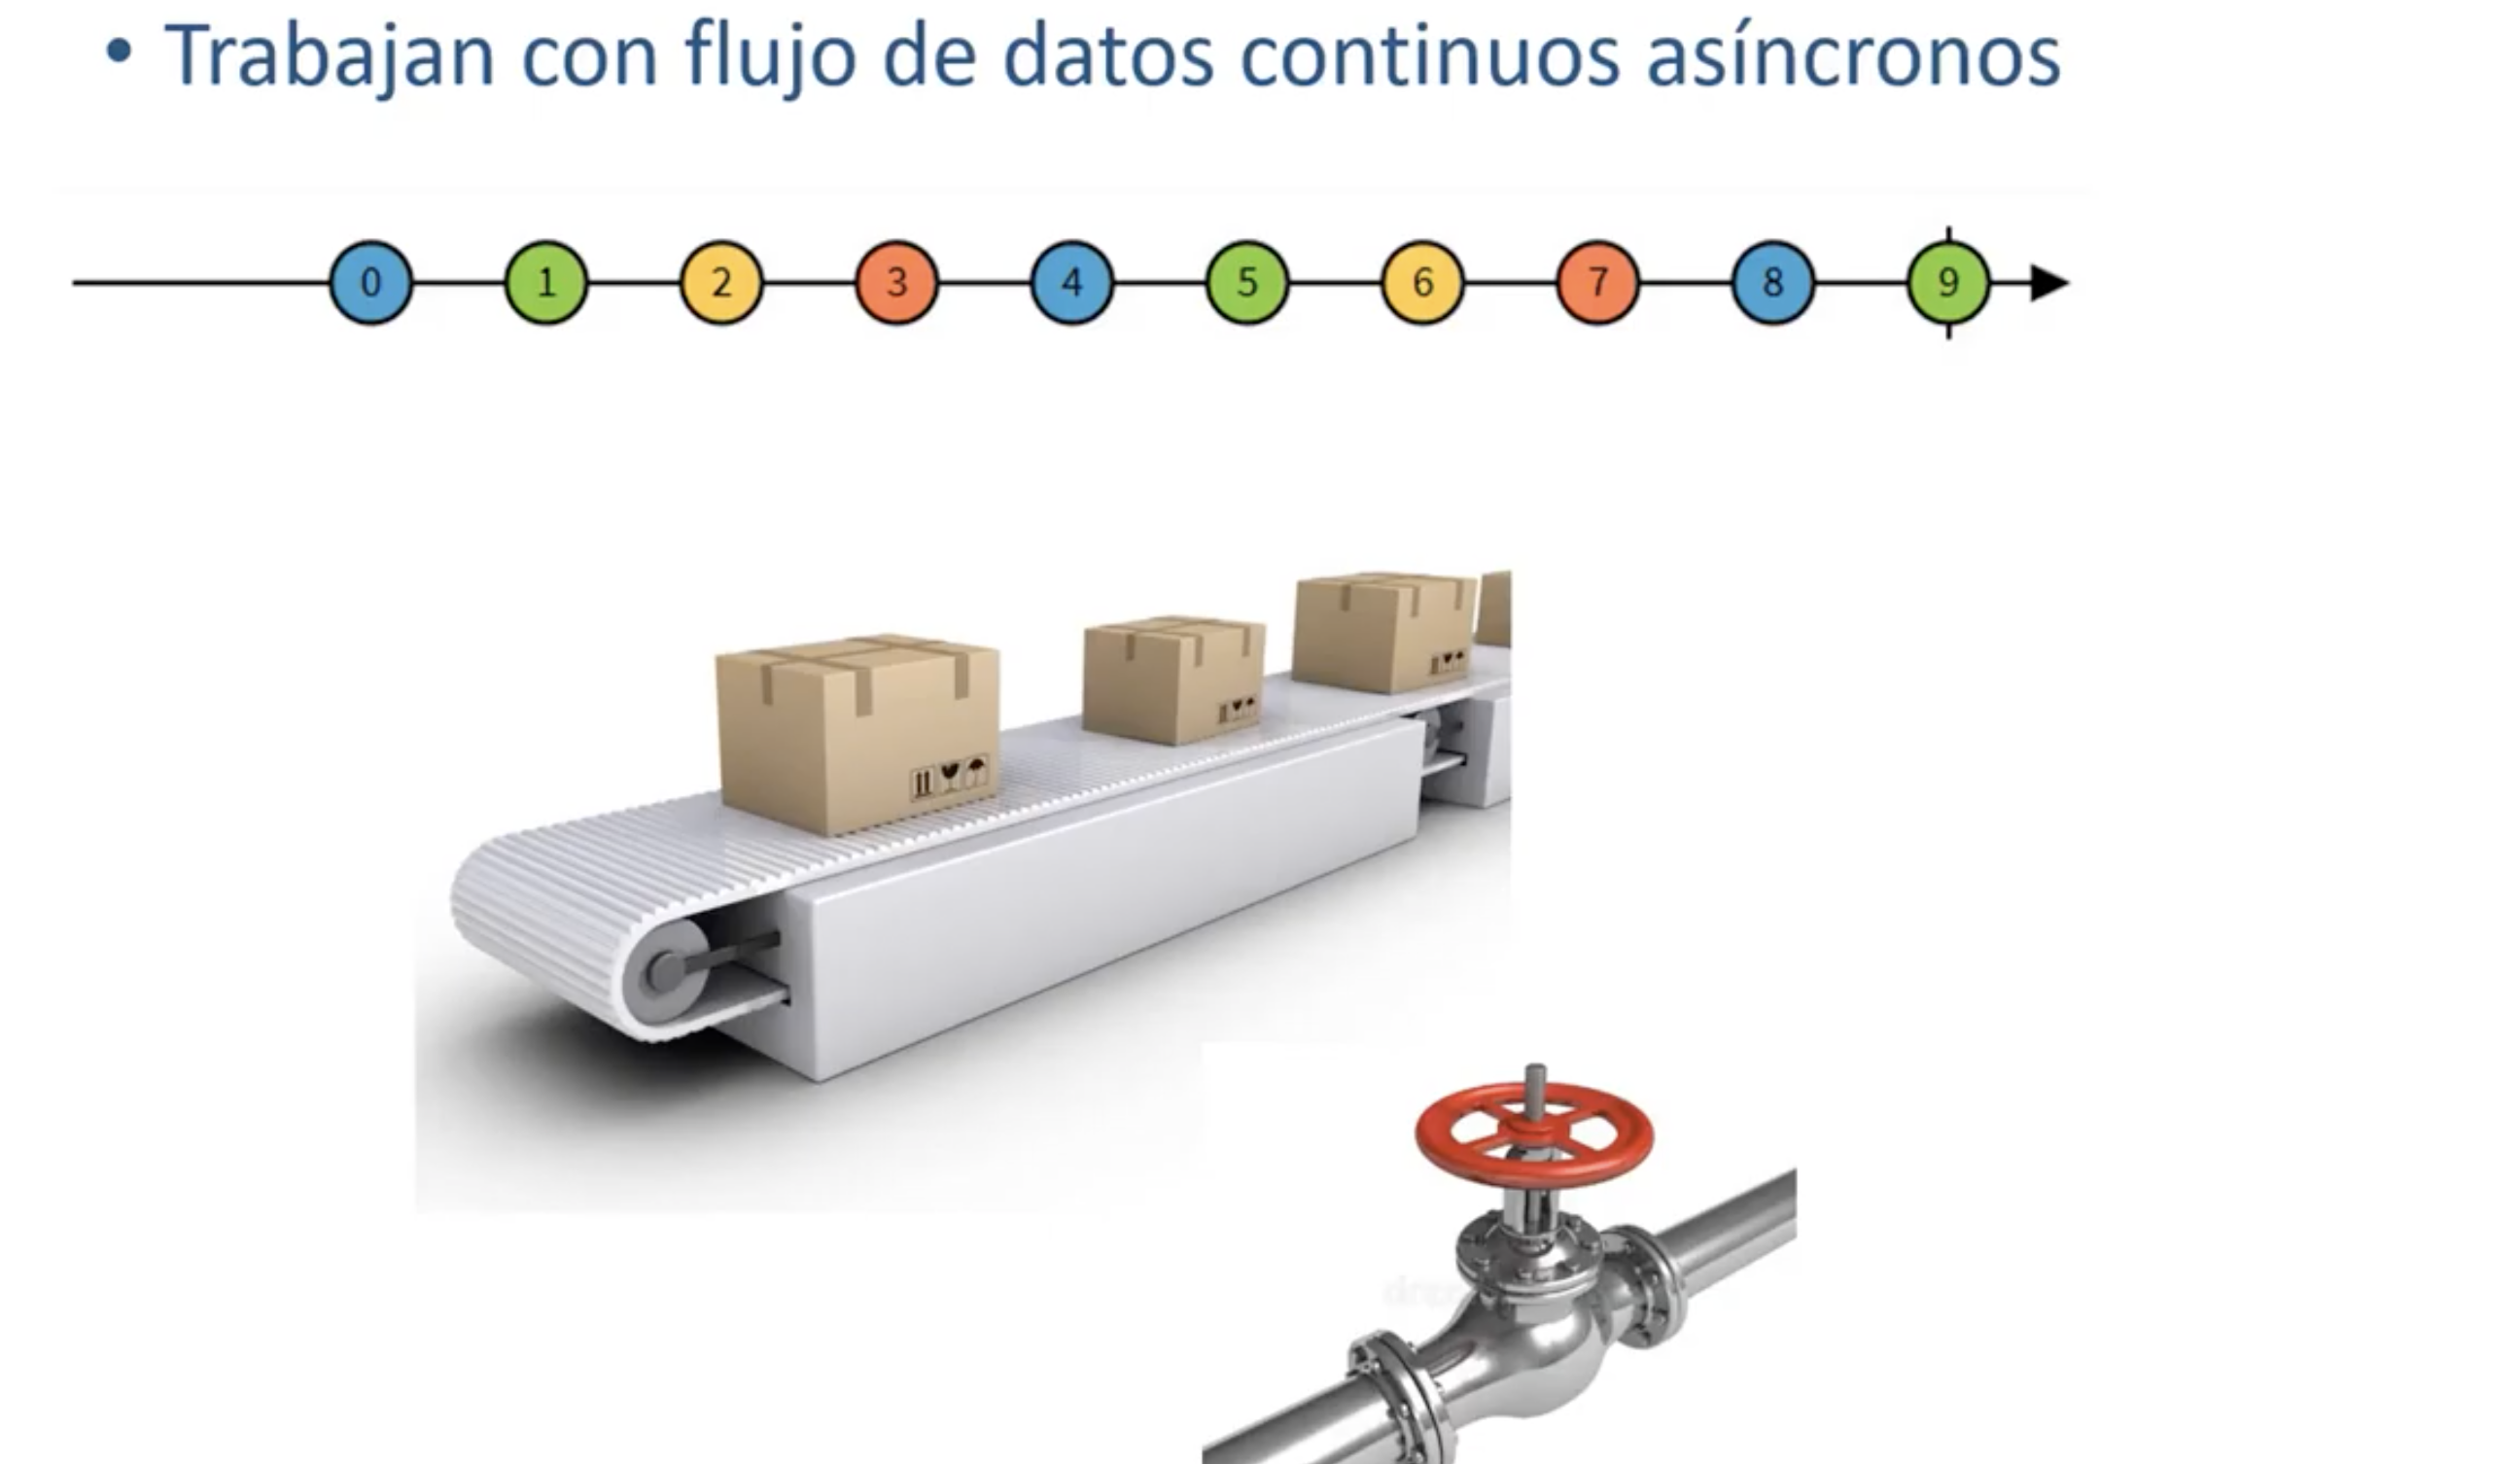 • Trabajan con flujo de datos continuos asíncronos
0 1 2 3 4 5 6 7 8 9